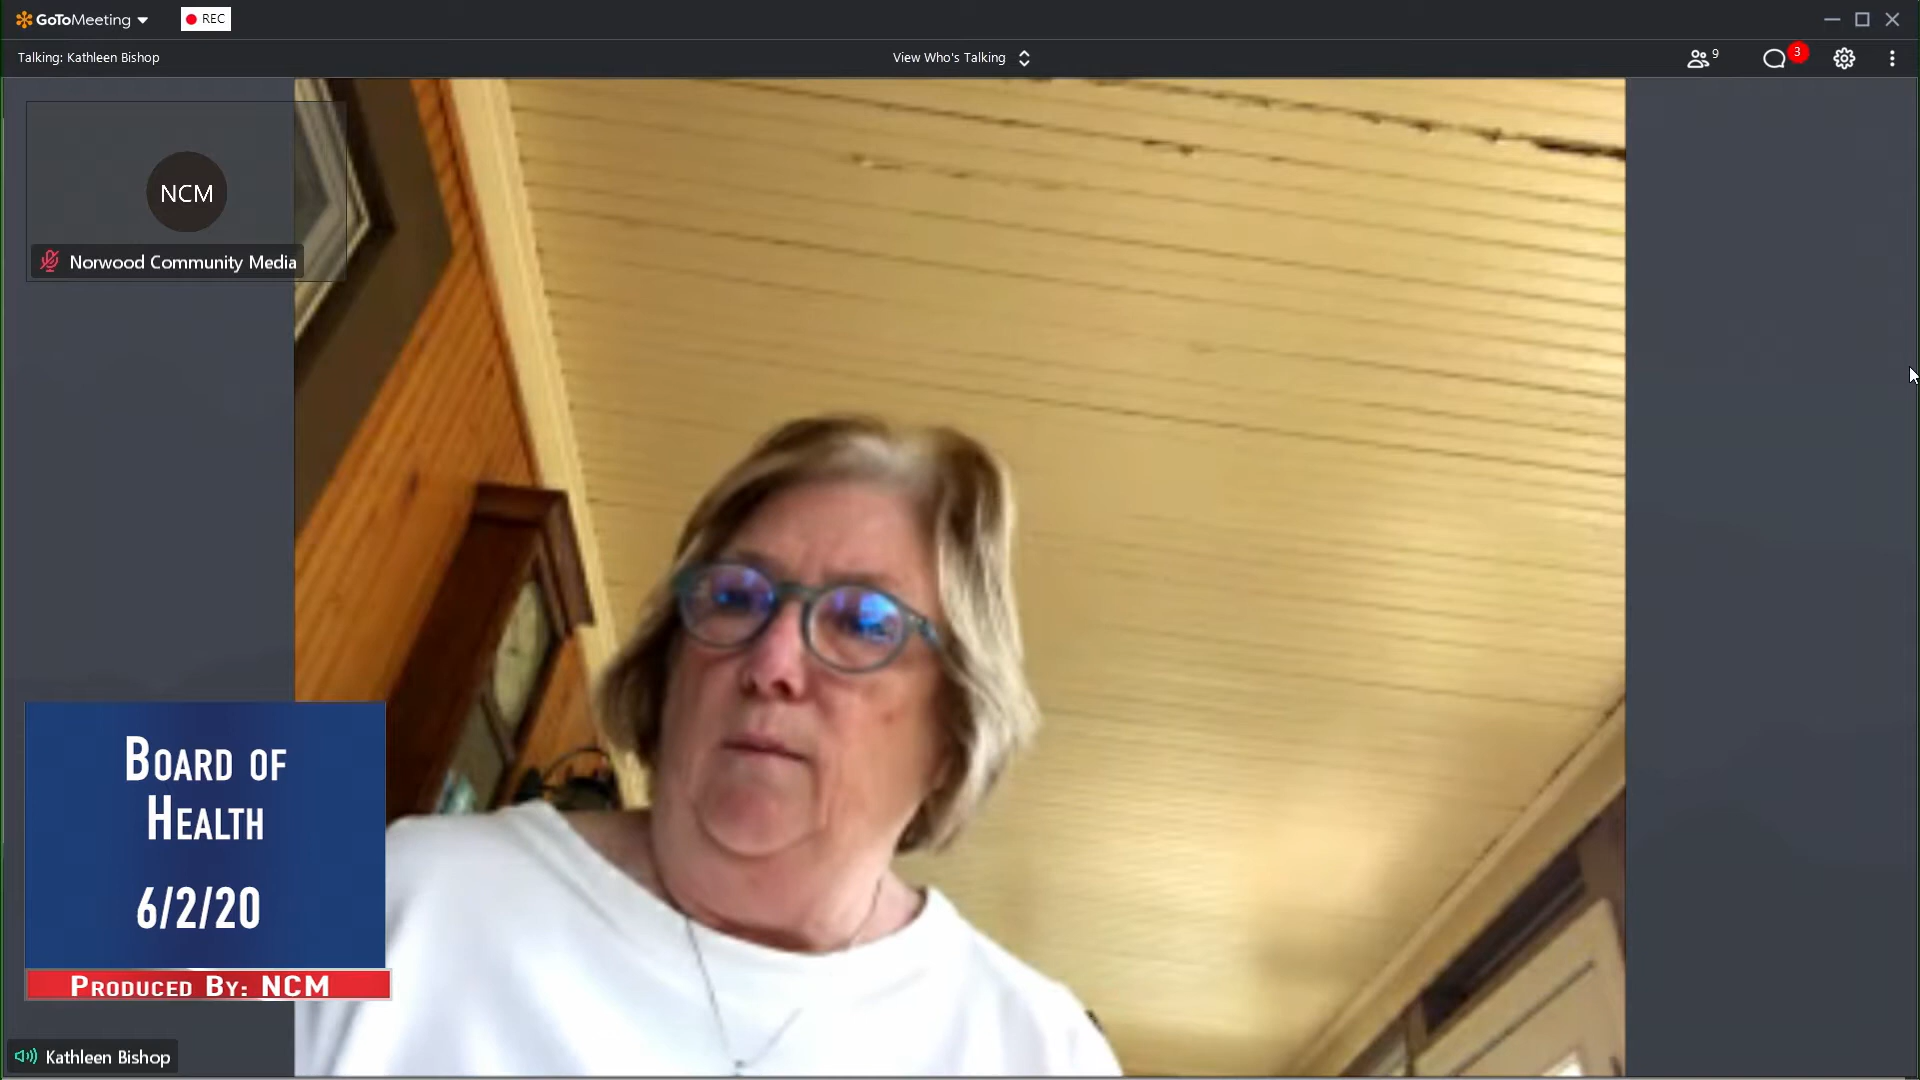 GoToMeeting
REC
Talking: Kathleen Bishop
View Who's Talking
9
3
NCM
Norwood Community Media
BOARD OF
HEALTH
6/2/20
PRODUCED BY: NCM
Kathleen Bishop